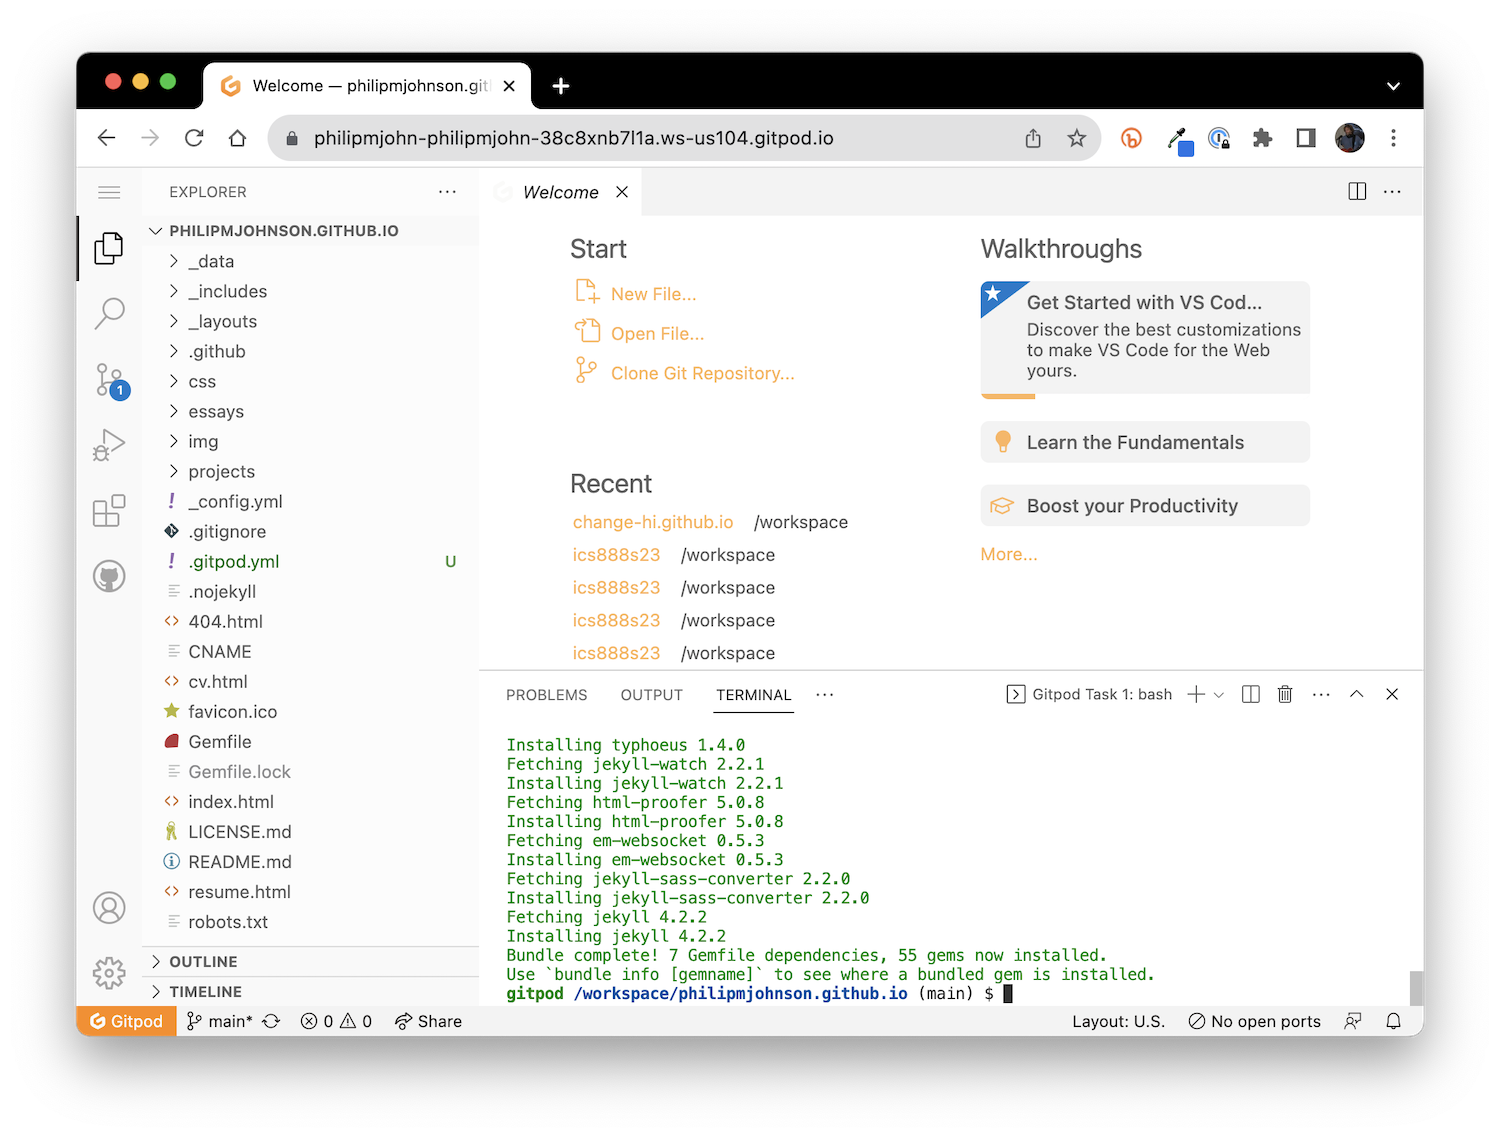 Welcome — philipmjohnson.git
philipmjohn-philipmjohn-38c8xnb7l1a.ws-us104.gitpod.io
EXPLORER
PHILIPMJOHNSON.GITHUB.IO
_data
_includes
_layouts
.github
css
essays
img
projects
_config.yml
.gitignore
.gitpod.yml U
.nojekyll
404.html
CNAME
cv.html
favicon.ico
Gemfile
Gemfile.lock
index.html
LICENSE.md
README.md
resume.html
robots.txt
OUTLINE
TIMELINE
1
Welcome
Start
New File...
Open File...
Clone Git Repository...
Recent
change-hi.github.io /workspace
ics888s23 /workspace
ics888s23 /workspace
ics888s23 /workspace
ics888s23 /workspace
Walkthroughs
Get Started with VS Cod...
Discover the best customizations
to make VS Code for the Web
yours.
Learn the Fundamentals
Boost your Productivity
More...
PROBLEMS OUTPUT TERMINAL
Gitpod Task 1: bash
Installing typhoeus 1.4.0
Fetching jekyll-watch 2.2.1
Installing jekyll-watch 2.2.1
Fetching html-proofer 5.0.8
Installing html-proofer 5.0.8
Fetching em-websocket 0.5.3
Installing em-websocket 0.5.3
Fetching jekyll-sass-converter 2.2.0
Installing jekyll-sass-converter 2.2.0
Fetching jekyll 4.2.2
Installing jekyll 4.2.2
Bundle complete! 7 Gemfile dependencies, 55 gems now installed.
Use `bundle info [gemname]` to see where a bundled gem is installed.
gitpod /workspace/philipmjohnson.github.io (main) $
Gitpod main* 0 0 Share Layout: U.S. No open ports